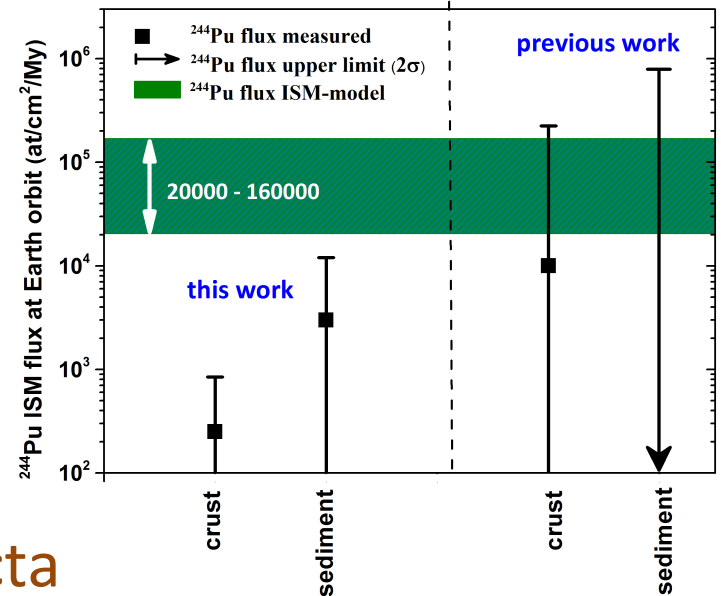 ²⁴⁴Pu flux measured
²⁴⁴Pu flux upper limit (2σ)
²⁴⁴Pu flux ISM-model
previous work
20000 - 160000
this work
²⁴⁴Pu ISM flux at Earth orbit (at/cm²/My)
10⁶
10⁵
10⁴
10³
10²
crust
sediment
crust
sediment
cta